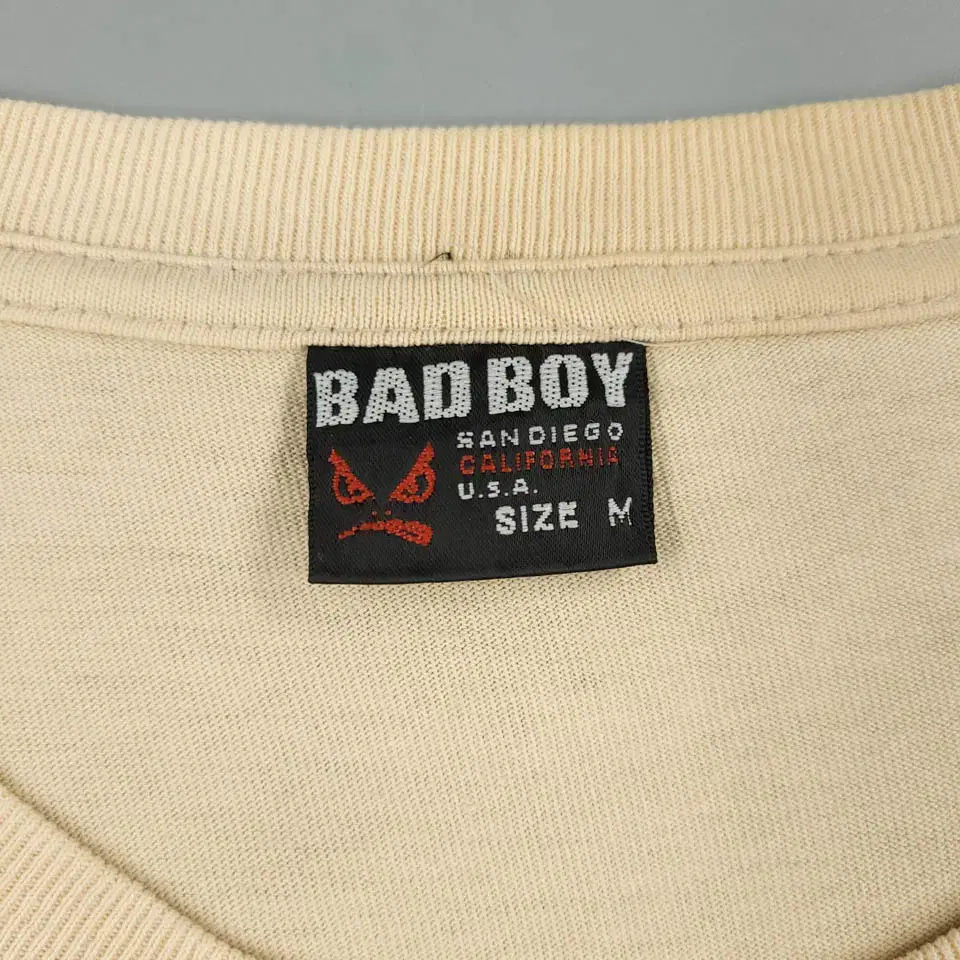 BAD BOY
SAN DIEGO
CALIFORNIA
U.S.A.
SIZE M